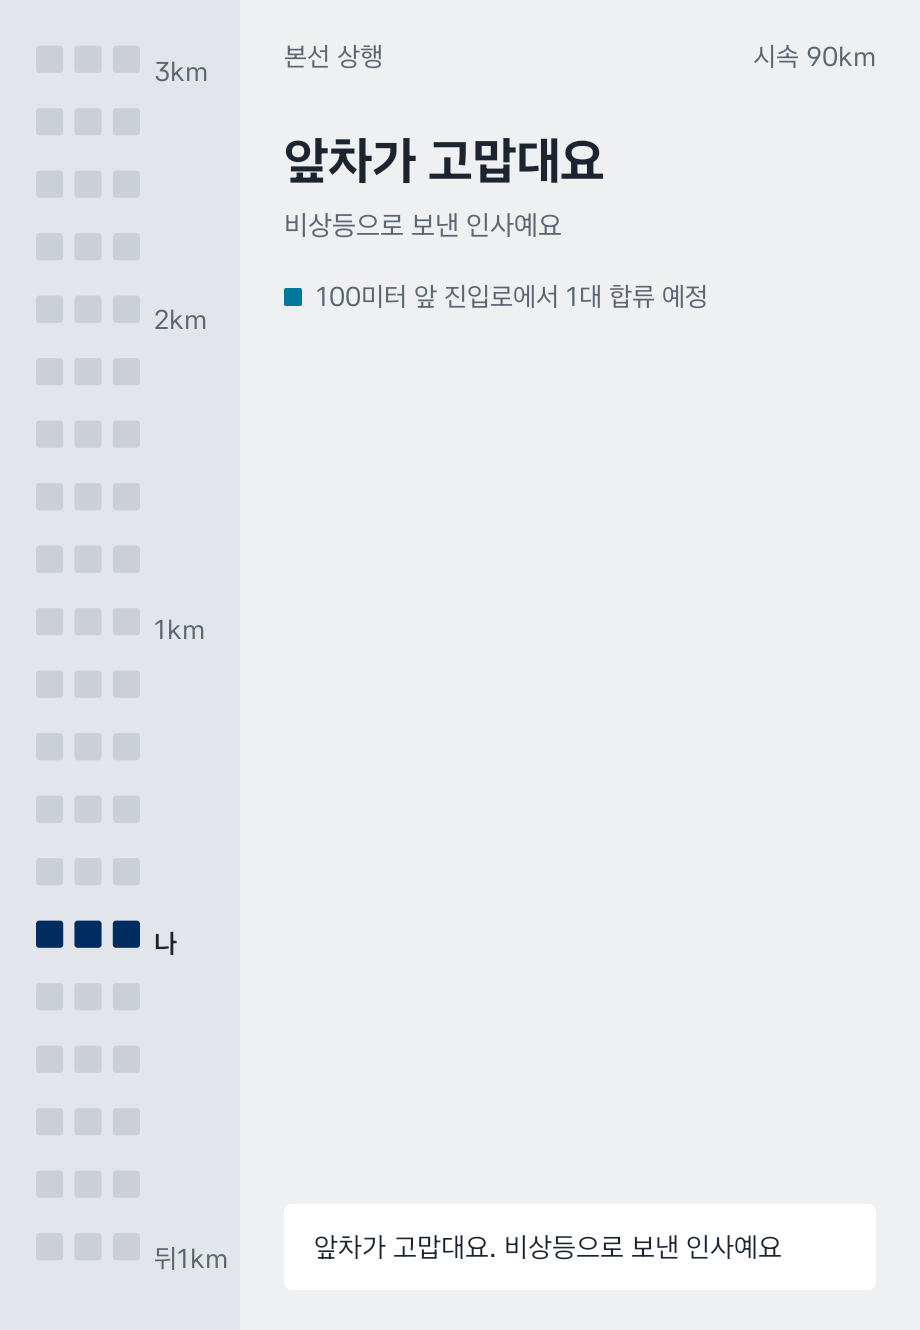 본선 상행
시속 90km
앞차가 고맙대요
비상등으로 보낸 인사예요
100미터 앞 진입로에서 1대 합류 예정
3km
2km
1km
나
뒤1km
앞차가 고맙대요. 비상등으로 보낸 인사예요